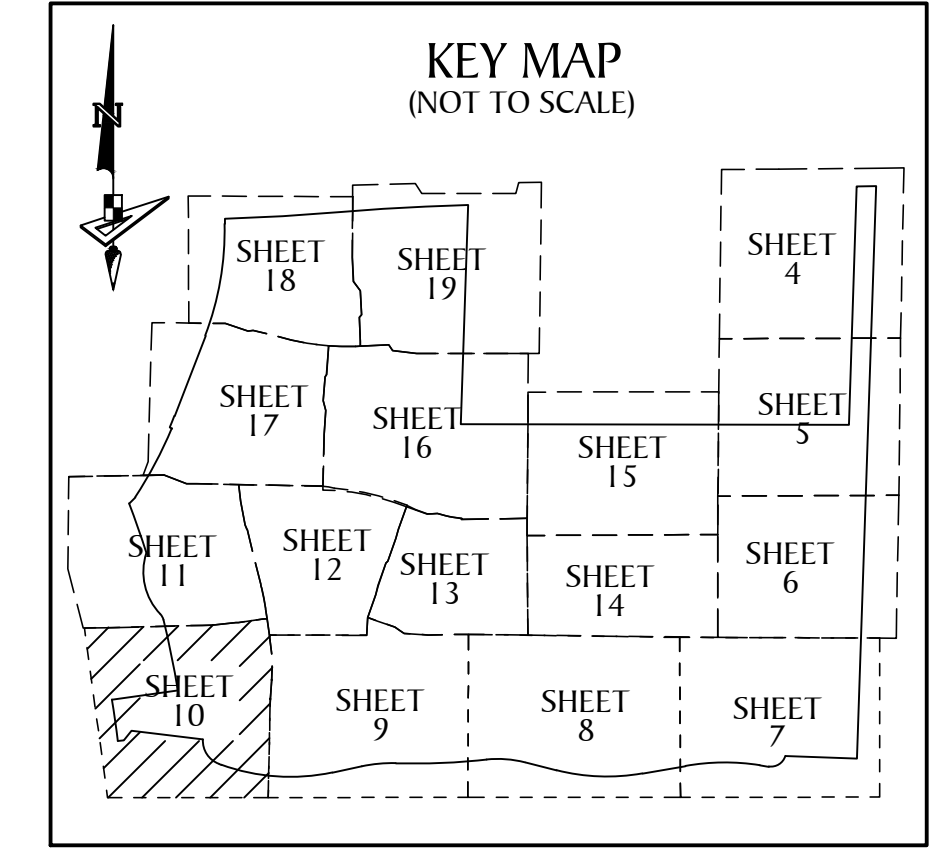 KEY MAP
(NOT TO SCALE)
N
SHEET
18
SHEET
19
SHEET
4
SHEET
17
SHEET
16
SHEET
15
SHEET
5
SHEET
11
SHEET
12
SHEET
13
SHEET
14
SHEET
6
SHEET
10
SHEET
9
SHEET
8
SHEET
7